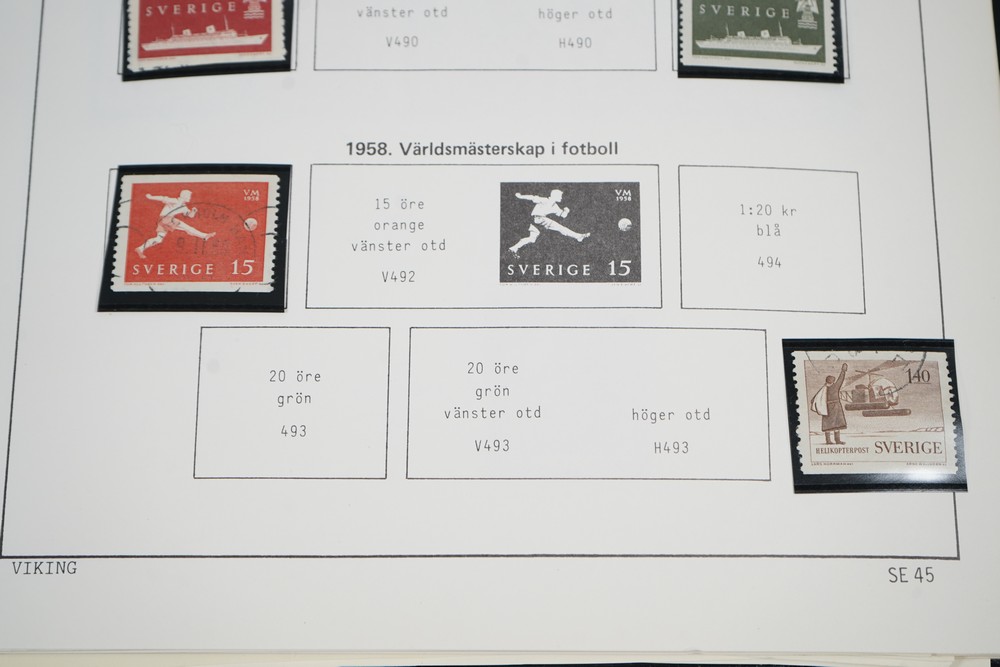 SVERIGE
vänster otd
V490
höger otd
H490
SVERIGE
1958. Världsmästerskap i fotboll
VM
1958
SVERIGE 15
15 öre
orange
vänster otd
V492
VM
1958
SVERIGE 15
1:20 kr
blå
494
20 öre
grön
493
20 öre
grön
vänster otd
V493
höger otd
H493
140
HELIKOPTERPOST SVERIGE
VIKING
SE 45